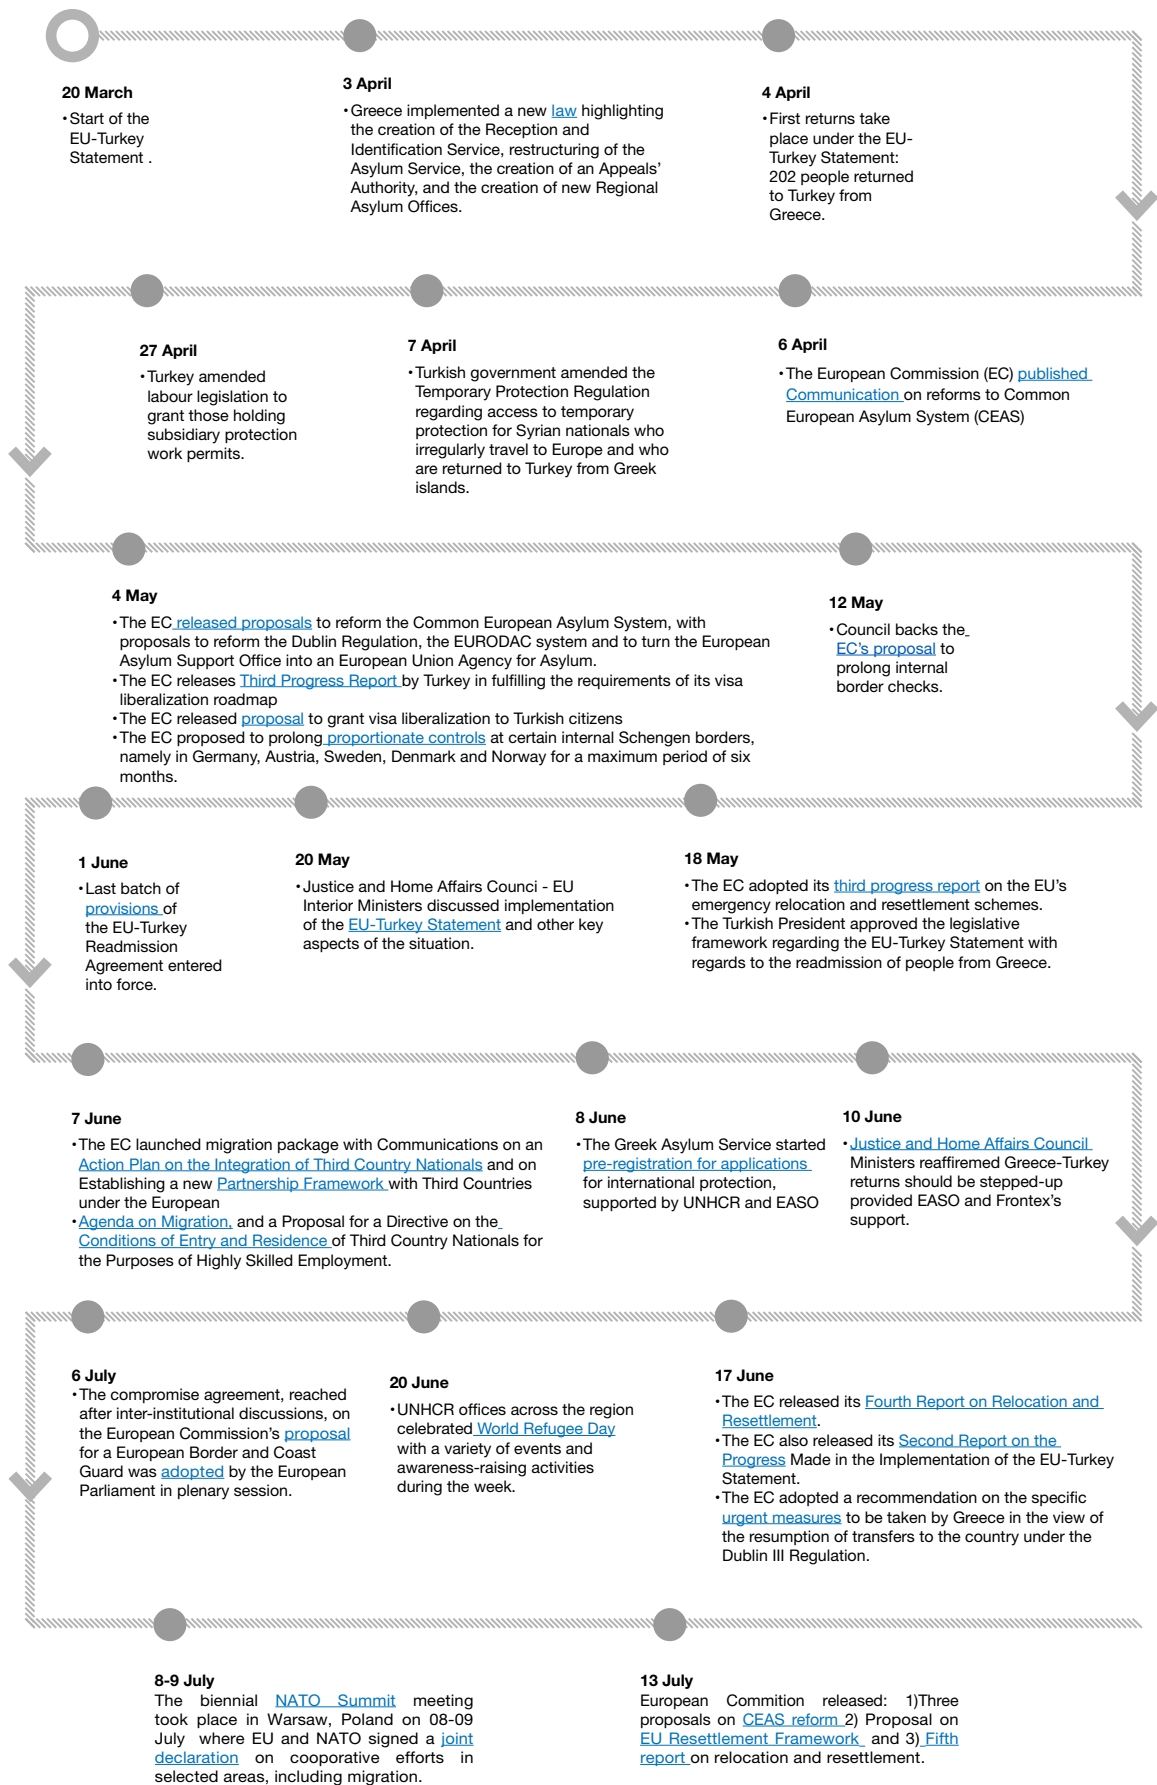 20 March
•Start of the
EU-Turkey
Statement .
3 April
•Greece implemented a new law highlighting
the creation of the Reception and
Identification Service, restructuring of the
Asylum Service, the creation of an Appeals’
Authority, and the creation of new Regional
Asylum Offices.
4 April
•First returns take
place under the EU-
Turkey Statement:
202 people returned
to Turkey from
Greece.
6 April
•The European Commission (EC) published
Communication on reforms to Common
European Asylum System (CEAS)
7 April
•Turkish government amended the
Temporary Protection Regulation
regarding access to temporary
protection for Syrian nationals who
irregularly travel to Europe and who
are returned to Turkey from Greek
islands.
27 April
•Turkey amended
labour legislation to
grant those holding
subsidiary protection
work permits.
4 May
•The EC released proposals to reform the Common European Asylum System, with
proposals to reform the Dublin Regulation, the EURODAC system and to turn the European
Asylum Support Office into an European Union Agency for Asylum.
•The EC releases Third Progress Report by Turkey in fulfilling the requirements of its visa
liberalization roadmap
•The EC released proposal to grant visa liberalization to Turkish citizens
•The EC proposed to prolong proportionate controls at certain internal Schengen borders,
namely in Germany, Austria, Sweden, Denmark and Norway for a maximum period of six
months.
12 May
•Council backs the
EC’s proposal to
prolong internal
border checks.
18 May
•The EC adopted its third progress report on the EU’s
emergency relocation and resettlement schemes.
•The Turkish President approved the legislative
framework regarding the EU-Turkey Statement with
regards to the readmission of people from Greece.
20 May
•Justice and Home Affairs Counci - EU
Interior Ministers discussed implementation
of the EU-Turkey Statement and other key
aspects of the situation.
1 June
•Last batch of
provisions of
the EU-Turkey
Readmission
Agreement entered
into force.
7 June
•The EC launched migration package with Communications on an
Action Plan on the Integration of Third Country Nationals and on
Establishing a new Partnership Framework with Third Countries
under the European
•Agenda on Migration, and a Proposal for a Directive on the
Conditions of Entry and Residence of Third Country Nationals for
the Purposes of Highly Skilled Employment.
8 June
•The Greek Asylum Service started
pre-registration for applications
for international protection,
supported by UNHCR and EASO
10 June
•Justice and Home Affairs Council
Ministers reaffiremed Greece-Turkey
returns should be stepped-up
provided EASO and Frontex’s
support.
17 June
•The EC released its Fourth Report on Relocation and
Resettlement.
•The EC also released its Second Report on the
Progress Made in the Implementation of the EU-Turkey
Statement.
•The EC adopted a recommendation on the specific
urgent measures to be taken by Greece in the view of
the resumption of transfers to the country under the
Dublin III Regulation.
20 June
•UNHCR offices across the region
celebrated World Refugee Day
with a variety of events and
awareness-raising activities
during the week.
6 July
•The compromise agreement, reached
after inter-institutional discussions, on
the European Commission’s proposal
for a European Border and Coast
Guard was adopted by the European
Parliament in plenary session.
8-9 July
The biennial NATO Summit meeting
took place in Warsaw, Poland on 08-09
July where EU and NATO signed a joint
declaration on cooporative efforts in
selected areas, including migration.
13 July
European Commition released: 1)Three
proposals on CEAS reform 2) Proposal on
EU Resettlement Framework and 3) Fifth
report on relocation and resettlement.